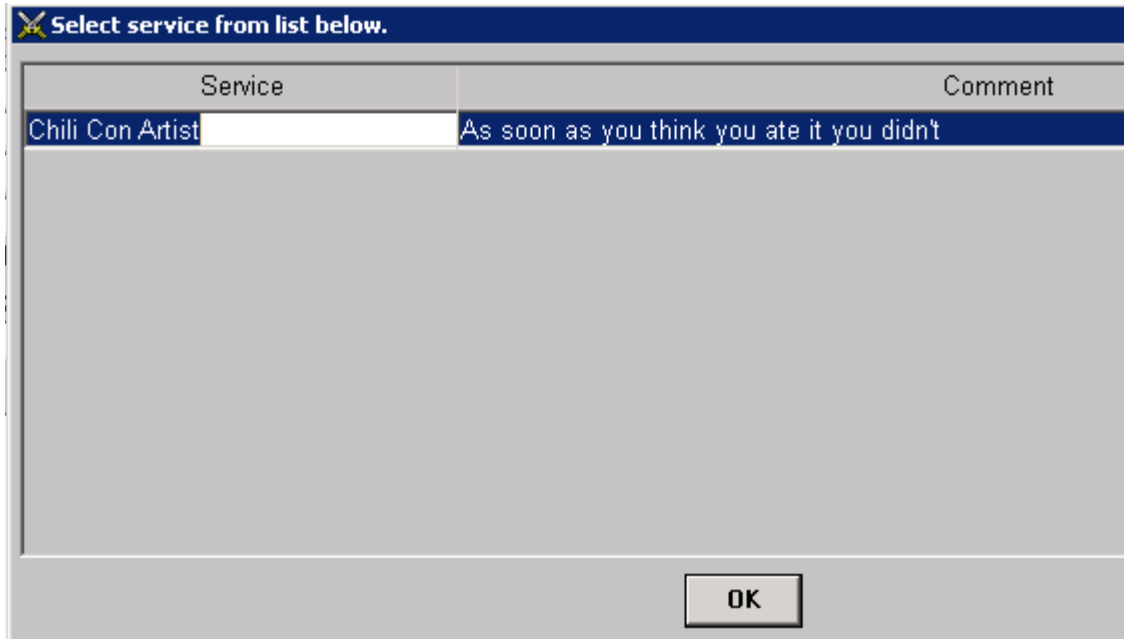 Select service from list below.
Service Comment
Chili Con Artist As soon as you think you ate it you didn't
OK